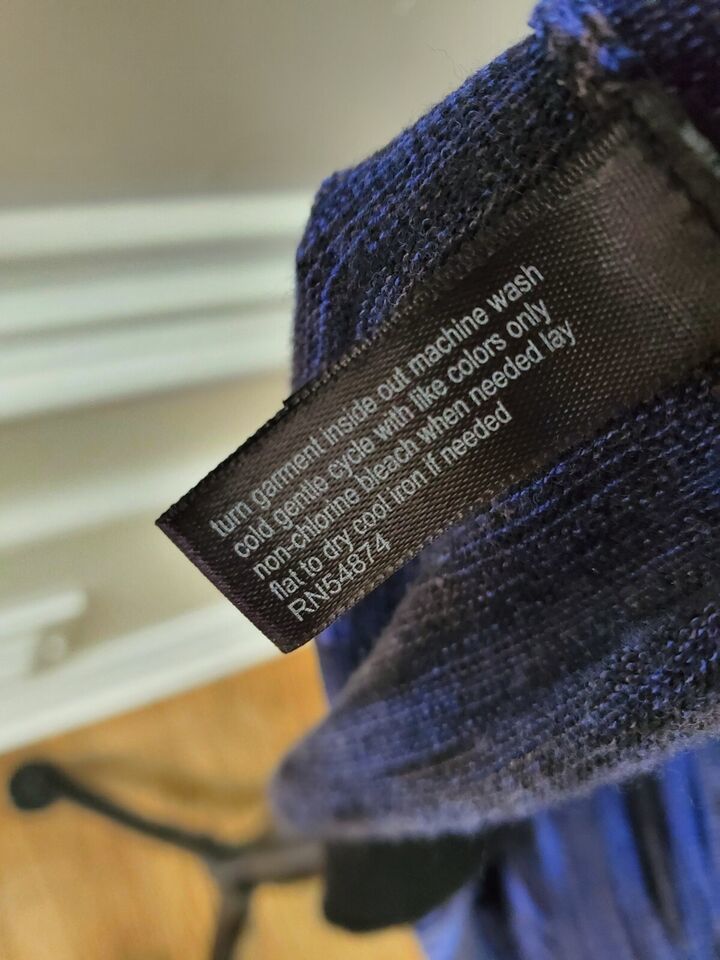 turn garment inside out machine wash
cold gentle cycle with like colors only
non-chlorine bleach when needed lay
flat to dry cool iron if needed
RN54874